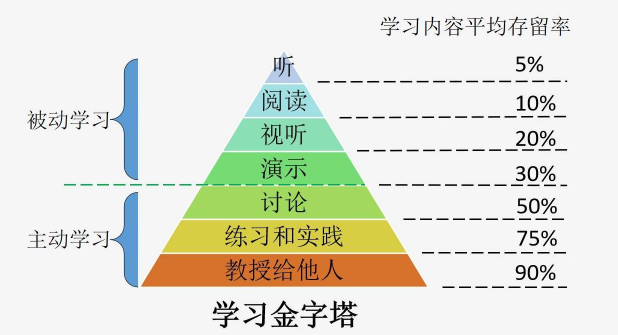 学习内容平均存留率
听 5%
阅读 10%
视听 20%
演示 30%
讨论 50%
练习和实践 75%
教授给他人 90%
被动学习
主动学习
学习金字塔